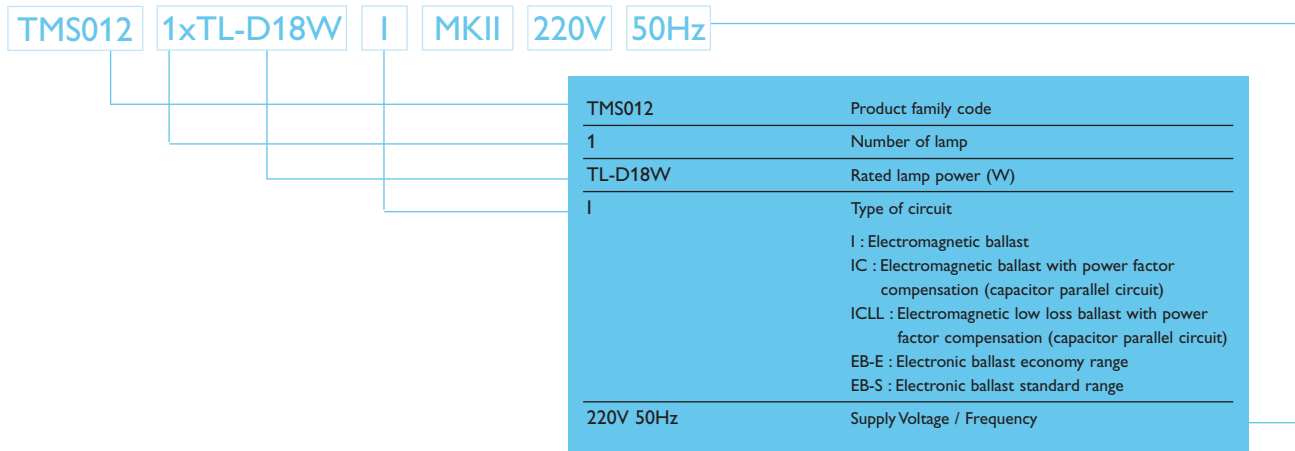 TMS012 1xTL-D18W I MKII 220V 50Hz
TMS012 Product family code
1 Number of lamp
TL-D18W Rated lamp power (W)
I Type of circuit
I : Electromagnetic ballast
IC : Electromagnetic ballast with power factor
compensation (capacitor parallel circuit)
ICLL : Electromagnetic low loss ballast with power
factor compensation (capacitor parallel circuit)
EB-E : Electronic ballast economy range
EB-S : Electronic ballast standard range
220V 50Hz Supply Voltage / Frequency